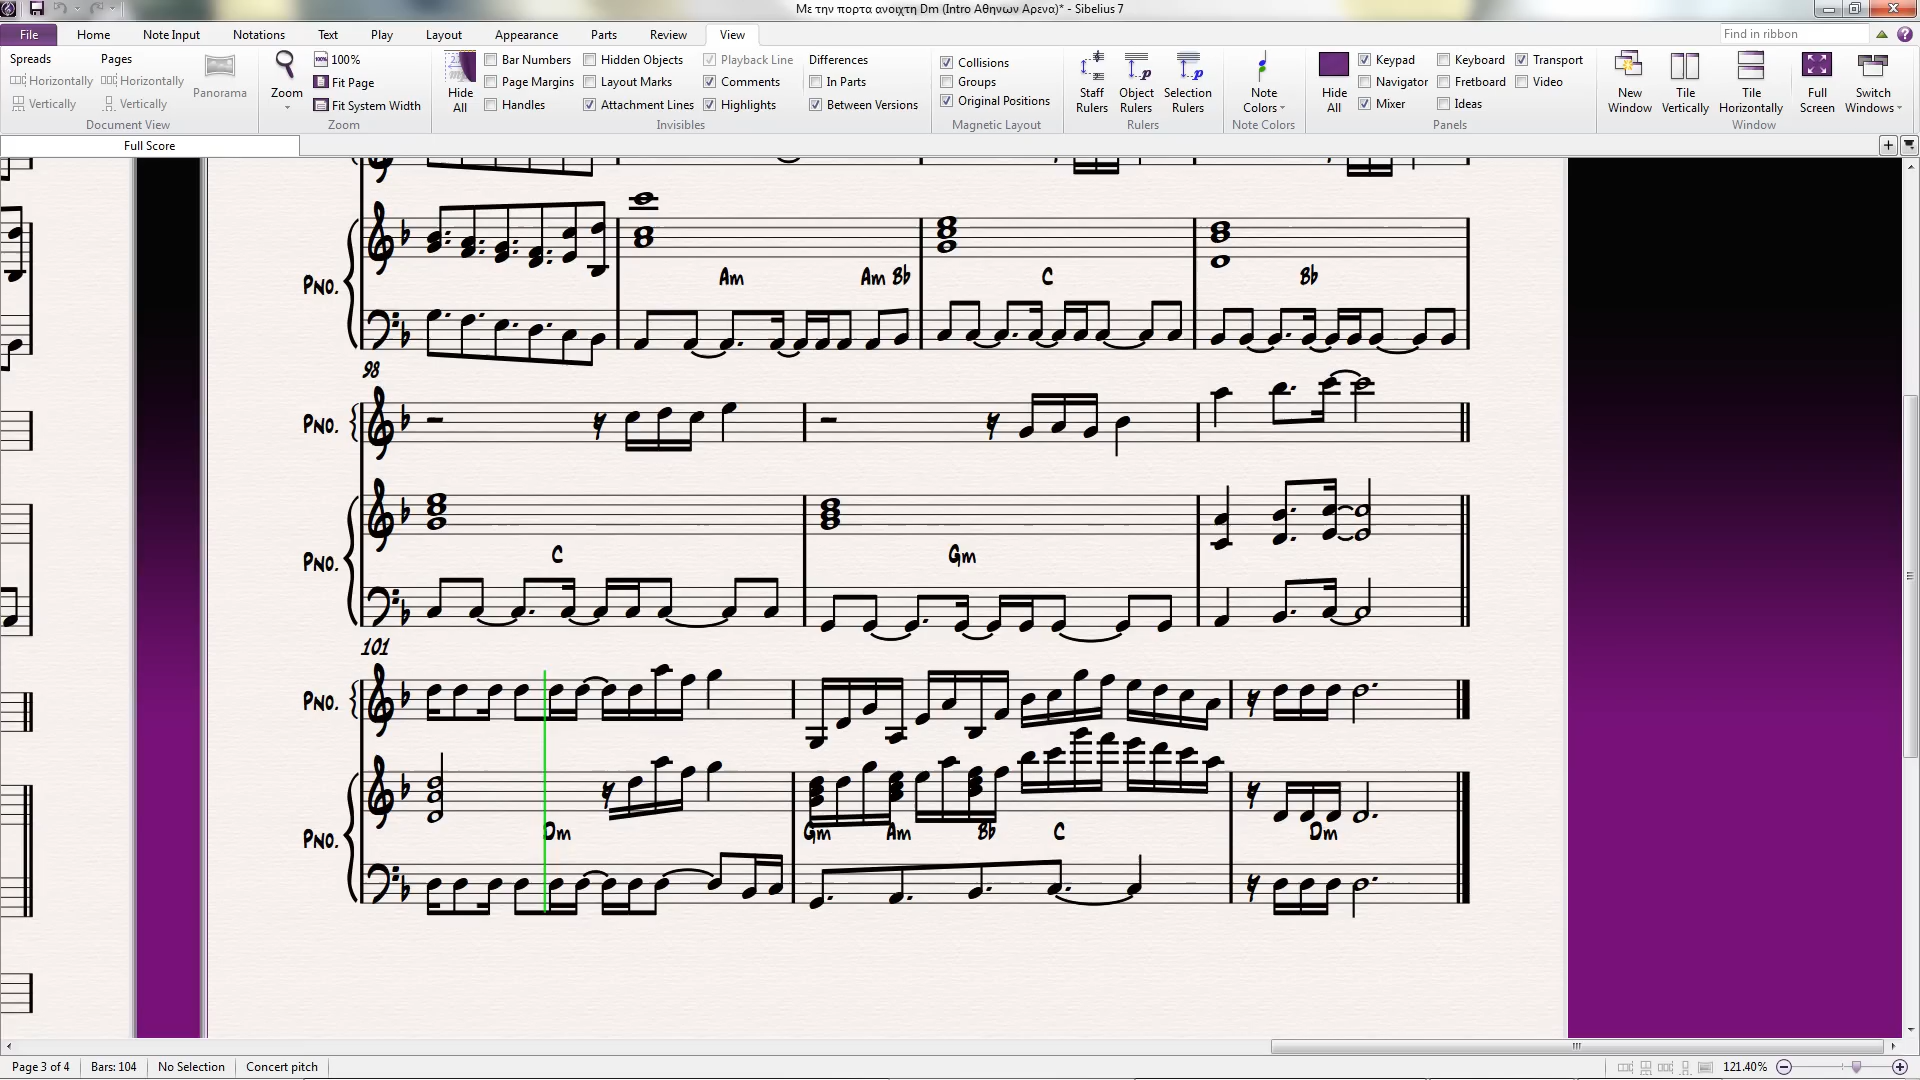 Με την πορτα ανοιχτη Dm (Intro Αθηνων Αρενα)* - Sibelius 7
File Home Note Input Notations Text Play Layout Appearance Parts Review View Find in ribbon
Spreads Pages
Horizontally Horizontally
Vertically Vertically
Panorama
Document View
Zoom
100%
Fit Page
Fit System Width
Zoom
Hide All
Bar Numbers Hidden Objects Playback Line
Page Margins Layout Marks Comments
Handles Attachment Lines Highlights
Differences
In Parts
Between Versions
Invisibles
Collisions
Groups
Original Positions
Magnetic Layout
Staff Rulers Object Rulers Selection Rulers
Rulers
Note Colors
Note Colors
Hide All
Keypad Keyboard Transport
Navigator Fretboard Video
Mixer Ideas
Panels
New Window Tile Vertically Tile Horizontally Full Screen Switch Windows
Window
Full Score
Pno.
Am Am Bb C Bb
98
Pno.
Pno.
C Gm
101
Pno.
Pno.
Dm Gm Am Bb C Dm
Page 3 of 4 Bars: 104 No Selection Concert pitch 121.40%